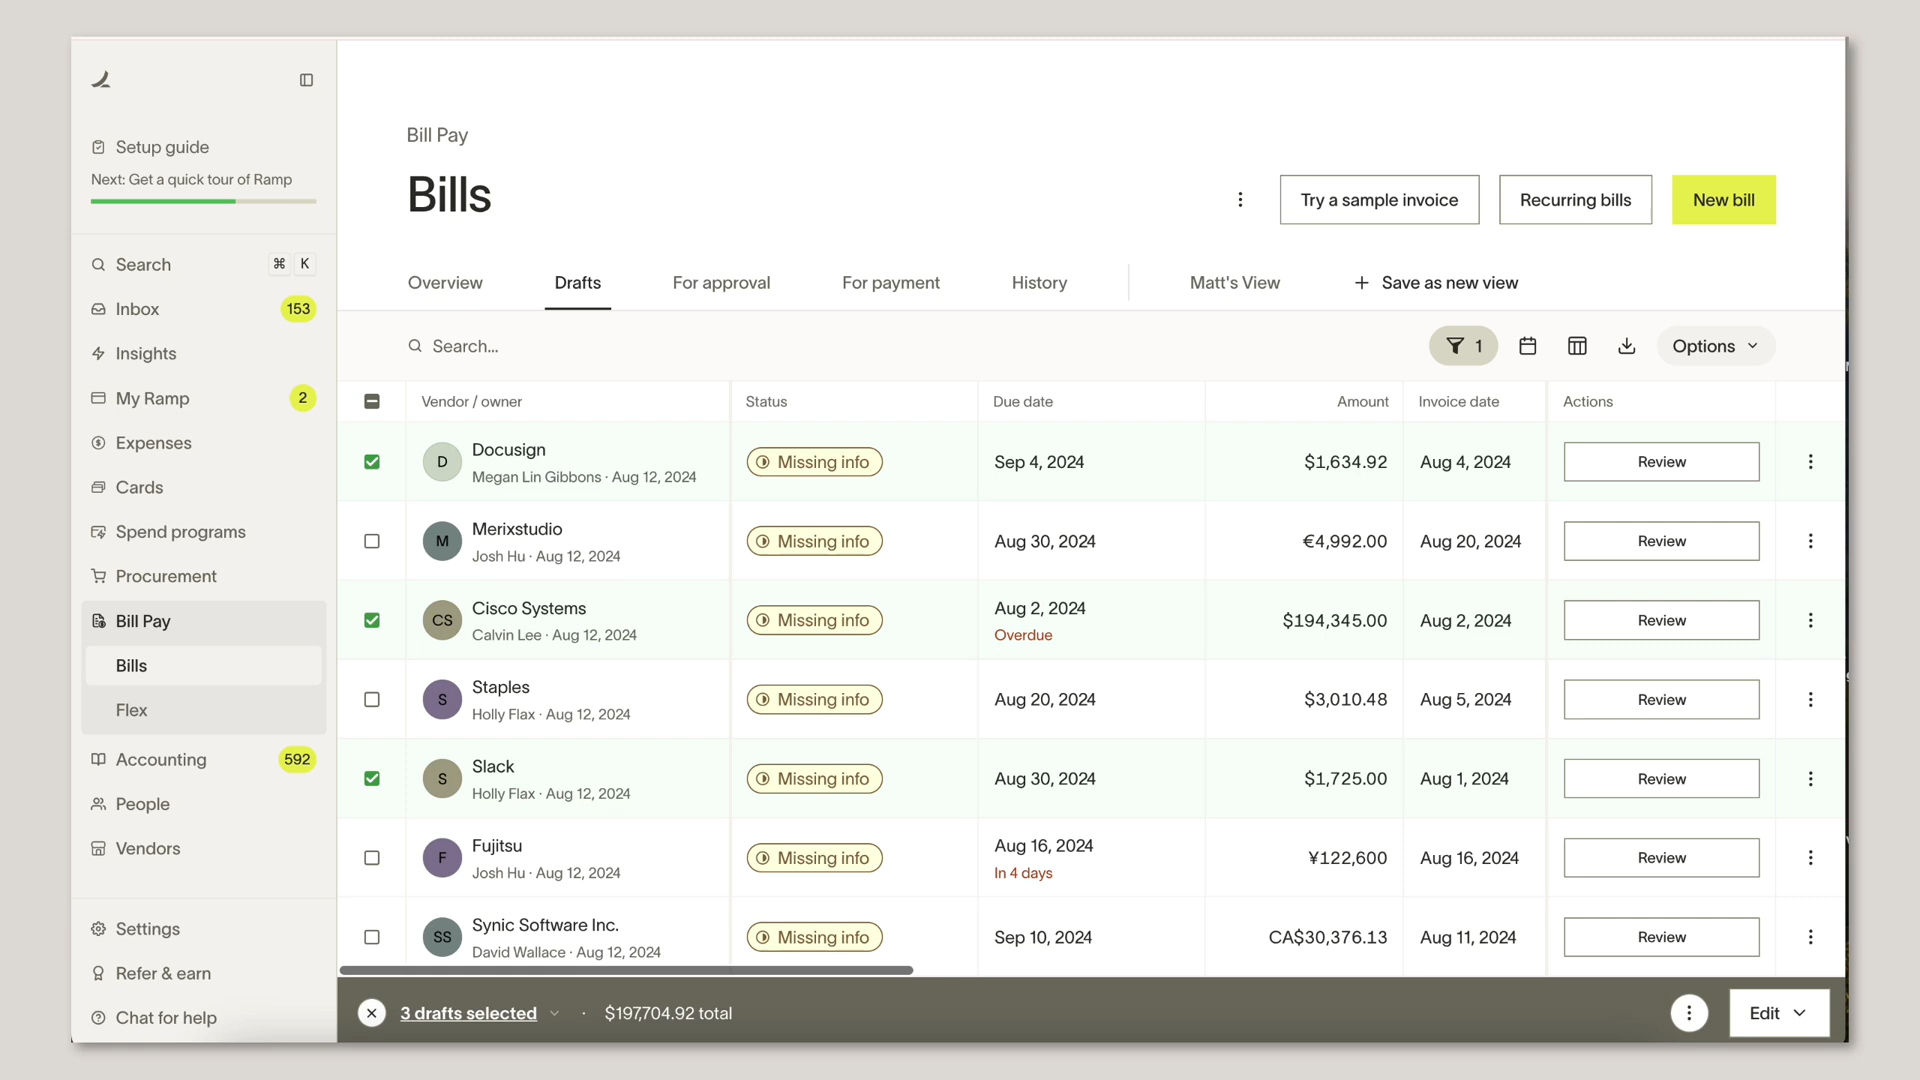 Setup guide
Next: Get a quick tour of Ramp
Search
⌘ K
Inbox
153
Insights
My Ramp
2
Expenses
Cards
Spend programs
Procurement
Bill Pay
Bills
Flex
Accounting
592
People
Vendors
Settings
Refer & earn
Chat for help
Bill Pay
Bills
Try a sample invoice
Recurring bills
New bill
Overview
Drafts
For approval
For payment
History
Matt's View
+ Save as new view
Search...
1
Options
Vendor / owner Status Due date Amount Invoice date Actions
D Docusign Missing info Sep 4, 2024 $1,634.92 Aug 4, 2024 Review
Megan Lin Gibbons · Aug 12, 2024
M Merixstudio Missing info Aug 30, 2024 €4,992.00 Aug 20, 2024 Review
Josh Hu · Aug 12, 2024
CS Cisco Systems Missing info Aug 2, 2024 $194,345.00 Aug 2, 2024 Review
Calvin Lee · Aug 12, 2024 Overdue
S Staples Missing info Aug 20, 2024 $3,010.48 Aug 5, 2024 Review
Holly Flax · Aug 12, 2024
S Slack Missing info Aug 30, 2024 $1,725.00 Aug 1, 2024 Review
Holly Flax · Aug 12, 2024
F Fujitsu Missing info Aug 16, 2024 ¥122,600 Aug 16, 2024 Review
Josh Hu · Aug 12, 2024 In 4 days
SS Synic Software Inc. Missing info Sep 10, 2024 CA$30,376.13 Aug 11, 2024 Review
David Wallace · Aug 12, 2024
3 drafts selected · $197,704.92 total
Edit